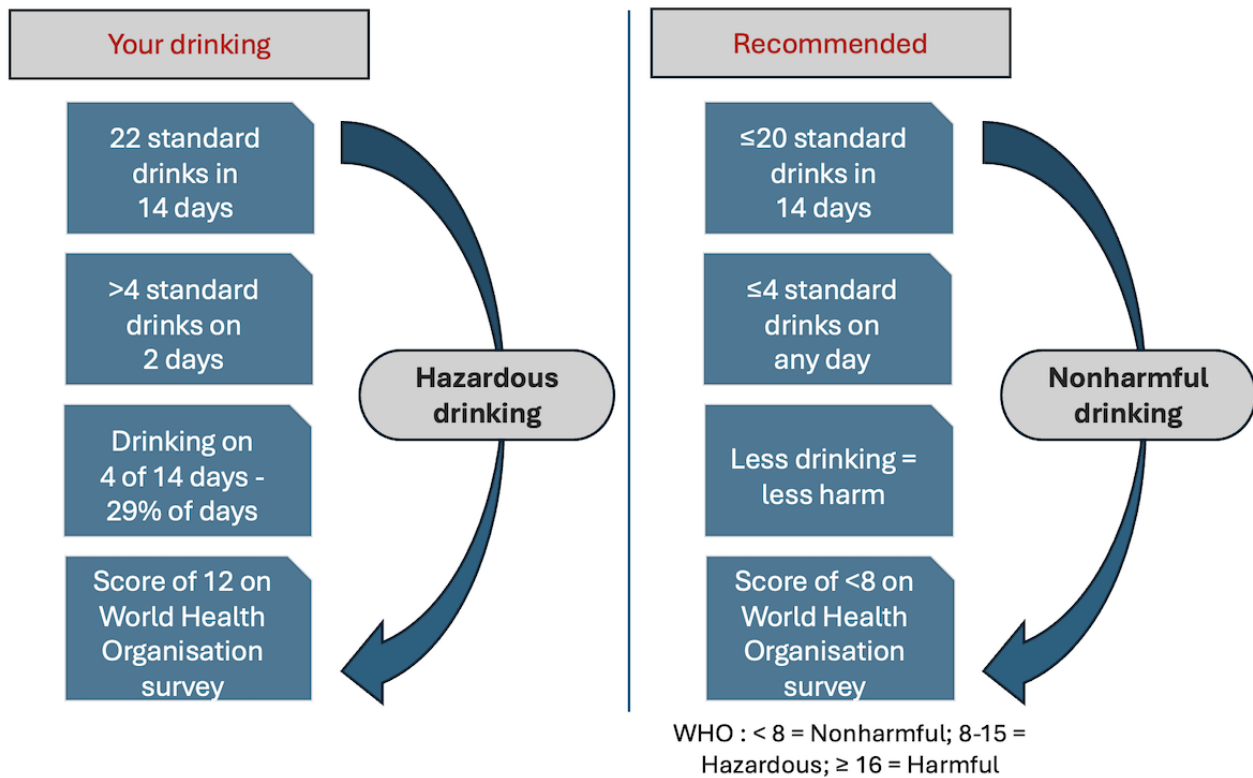 Your drinking
22 standard
drinks in
14 days
>4 standard
drinks on
2 days
Drinking on
4 of 14 days -
29% of days
Score of 12 on
World Health
Organisation
survey
Hazardous
drinking
Recommended
≤20 standard
drinks in
14 days
≤4 standard
drinks on
any day
Less drinking =
less harm
Score of <8 on
World Health
Organisation
survey
Nonharmful
drinking
WHO : < 8 = Nonharmful; 8-15 =
Hazardous; ≥ 16 = Harmful